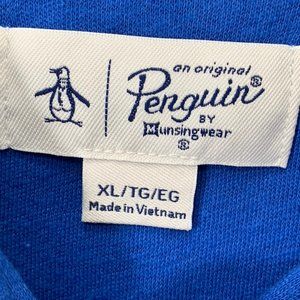 an original
Penguin®
BY
Munsingwear
®
XL/TG/EG
Made in Vietnam